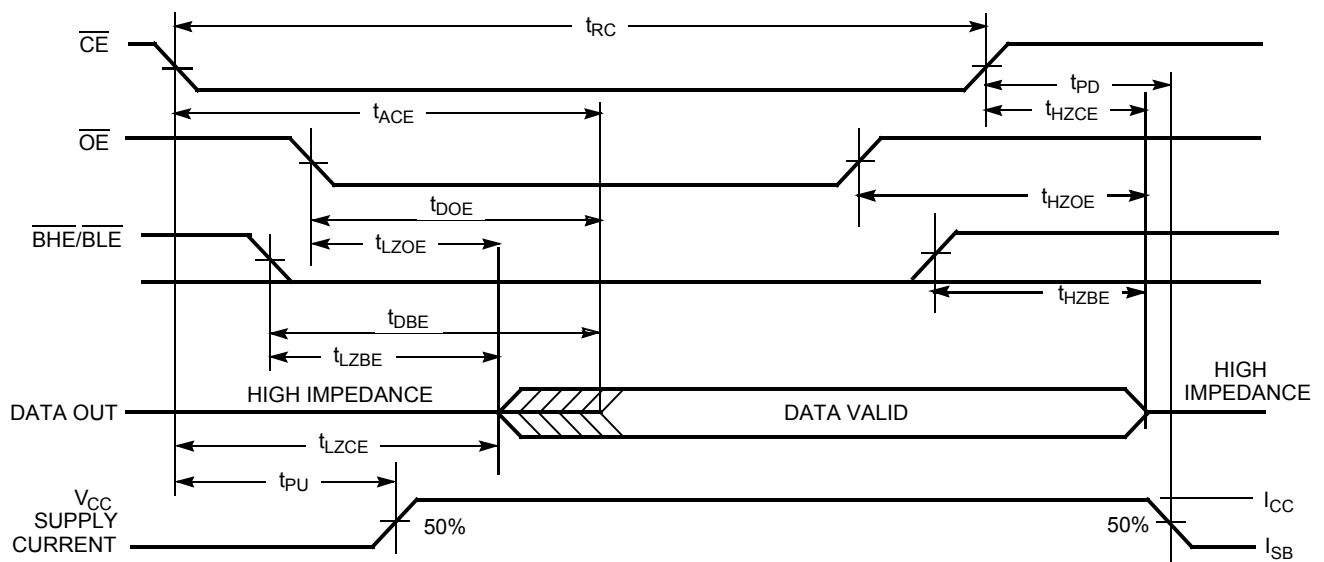 tRC
CE
tPD
tACE
tHZCE
OE
tDOE
tHZOE
BHE/BLE
tLZOE
tHZBE
tDBE
tLZBE
HIGH IMPEDANCE
HIGH
IMPEDANCE
DATA OUT
DATA VALID
tLZCE
tPU
VCC
SUPPLY
CURRENT
50%
50%
ICC
ISB